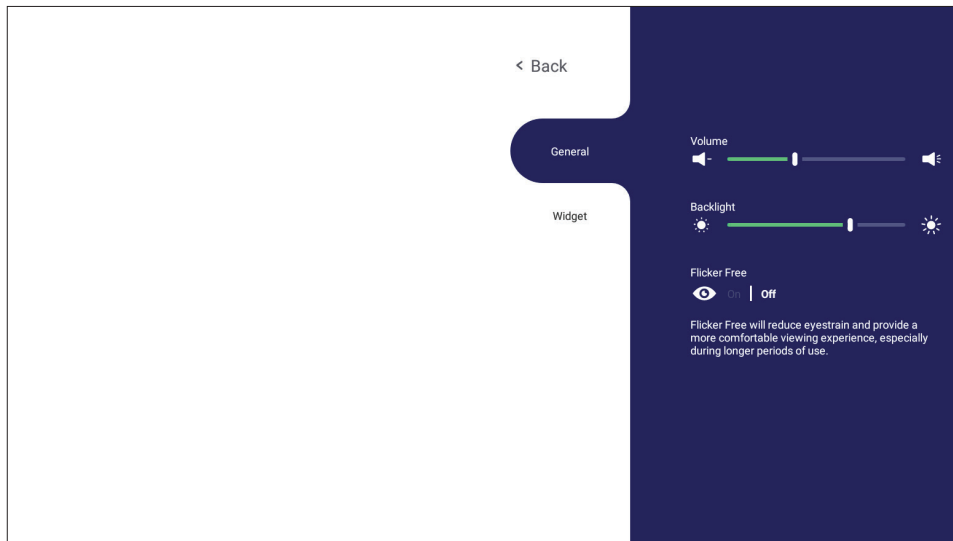 < Back
General
Widget
Volume
Backlight
Flicker Free
On | Off
Flicker Free will reduce eyestrain and provide a
more comfortable viewing experience, especially
during longer periods of use.